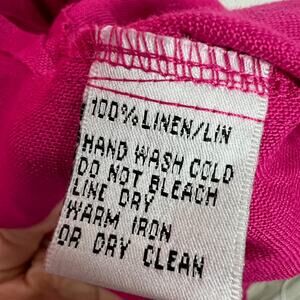 100% LINEN/LIN
HAND WASH COLD
DO NOT BLEACH
LINE DRY
WARM IRON
OR DRY CLEAN